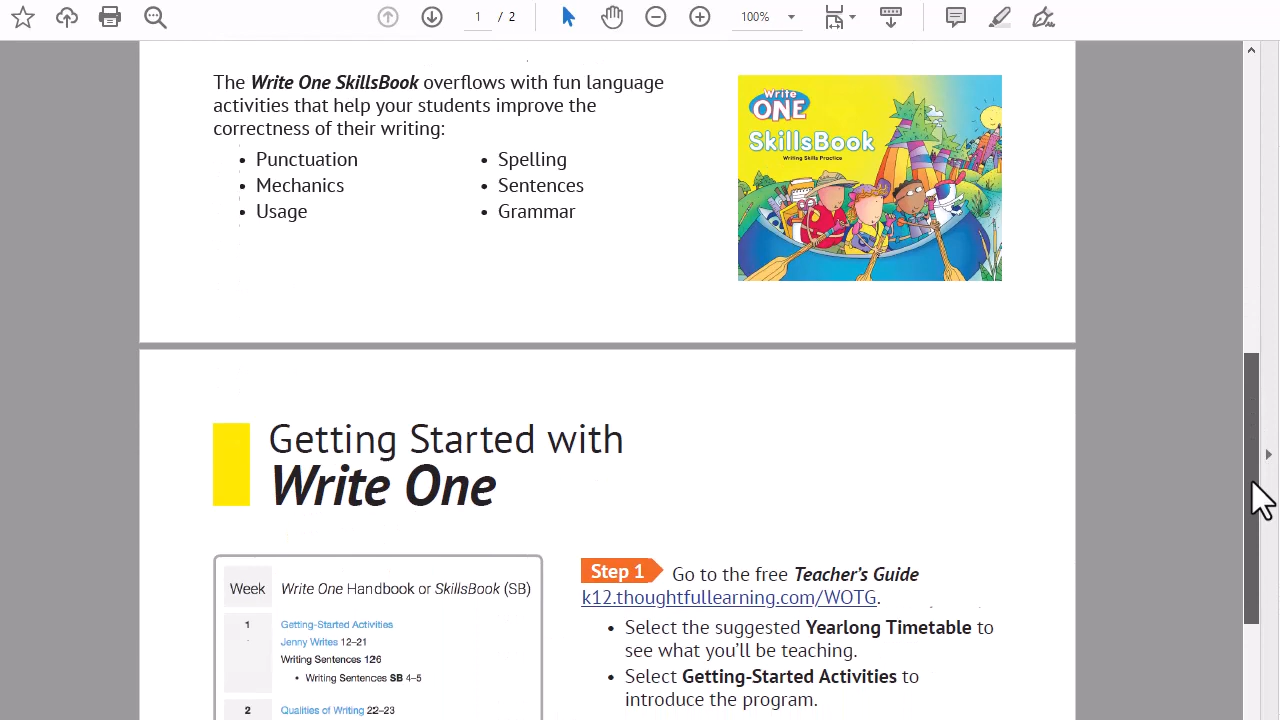 1 / 2
100%
The Write One SkillsBook overflows with fun language
activities that help your students improve the
correctness of their writing:
• Punctuation
• Mechanics
• Usage
• Spelling
• Sentences
• Grammar
Write
ONE
SkillsBook
Writing Skills Practice
Getting Started with
Write One
Week
Write One Handbook or SkillsBook (SB)
1
Getting-Started Activities
Jenny Writes 12–21
Writing Sentences 126
• Writing Sentences SB 4–5
2
Qualities of Writing 22–23
Step 1 Go to the free Teacher’s Guide
k12.thoughtfullearning.com/WOTG.
• Select the suggested Yearlong Timetable to
see what you’ll be teaching.
• Select Getting-Started Activities to
introduce the program.